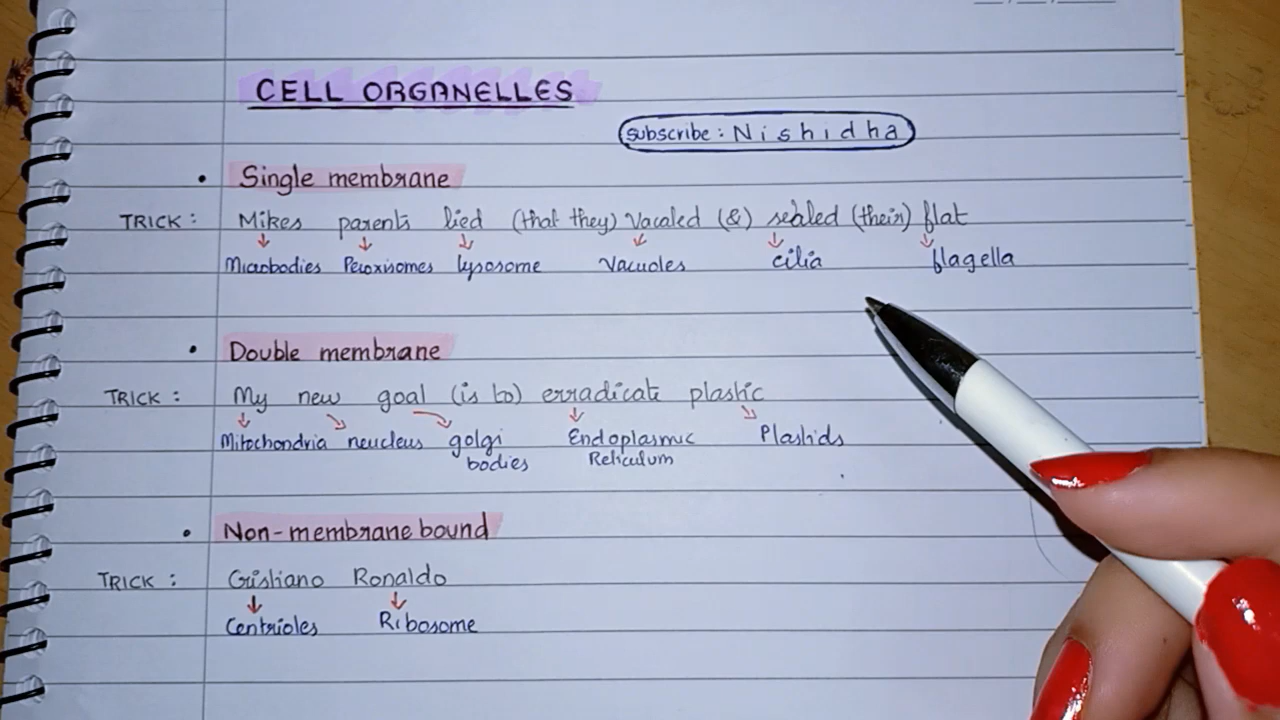 CELL ORGANELLES
subscribe: Nishidha
• Single membrane
TRICK: Mikes parents lied (that they) vacaled (&) sealed (their) flat
Microbodies Peroxisomes Lysosome Vacuoles cilia flagella
• Double membrane
TRICK: My new goal (is to) erradicate plastic
Mitochondria neucleus golgi bodies Endoplasmic Reticulum Plastids
• Non-membrane bound
TRICK: Cristiano Ronaldo
Centrioles Ribosome